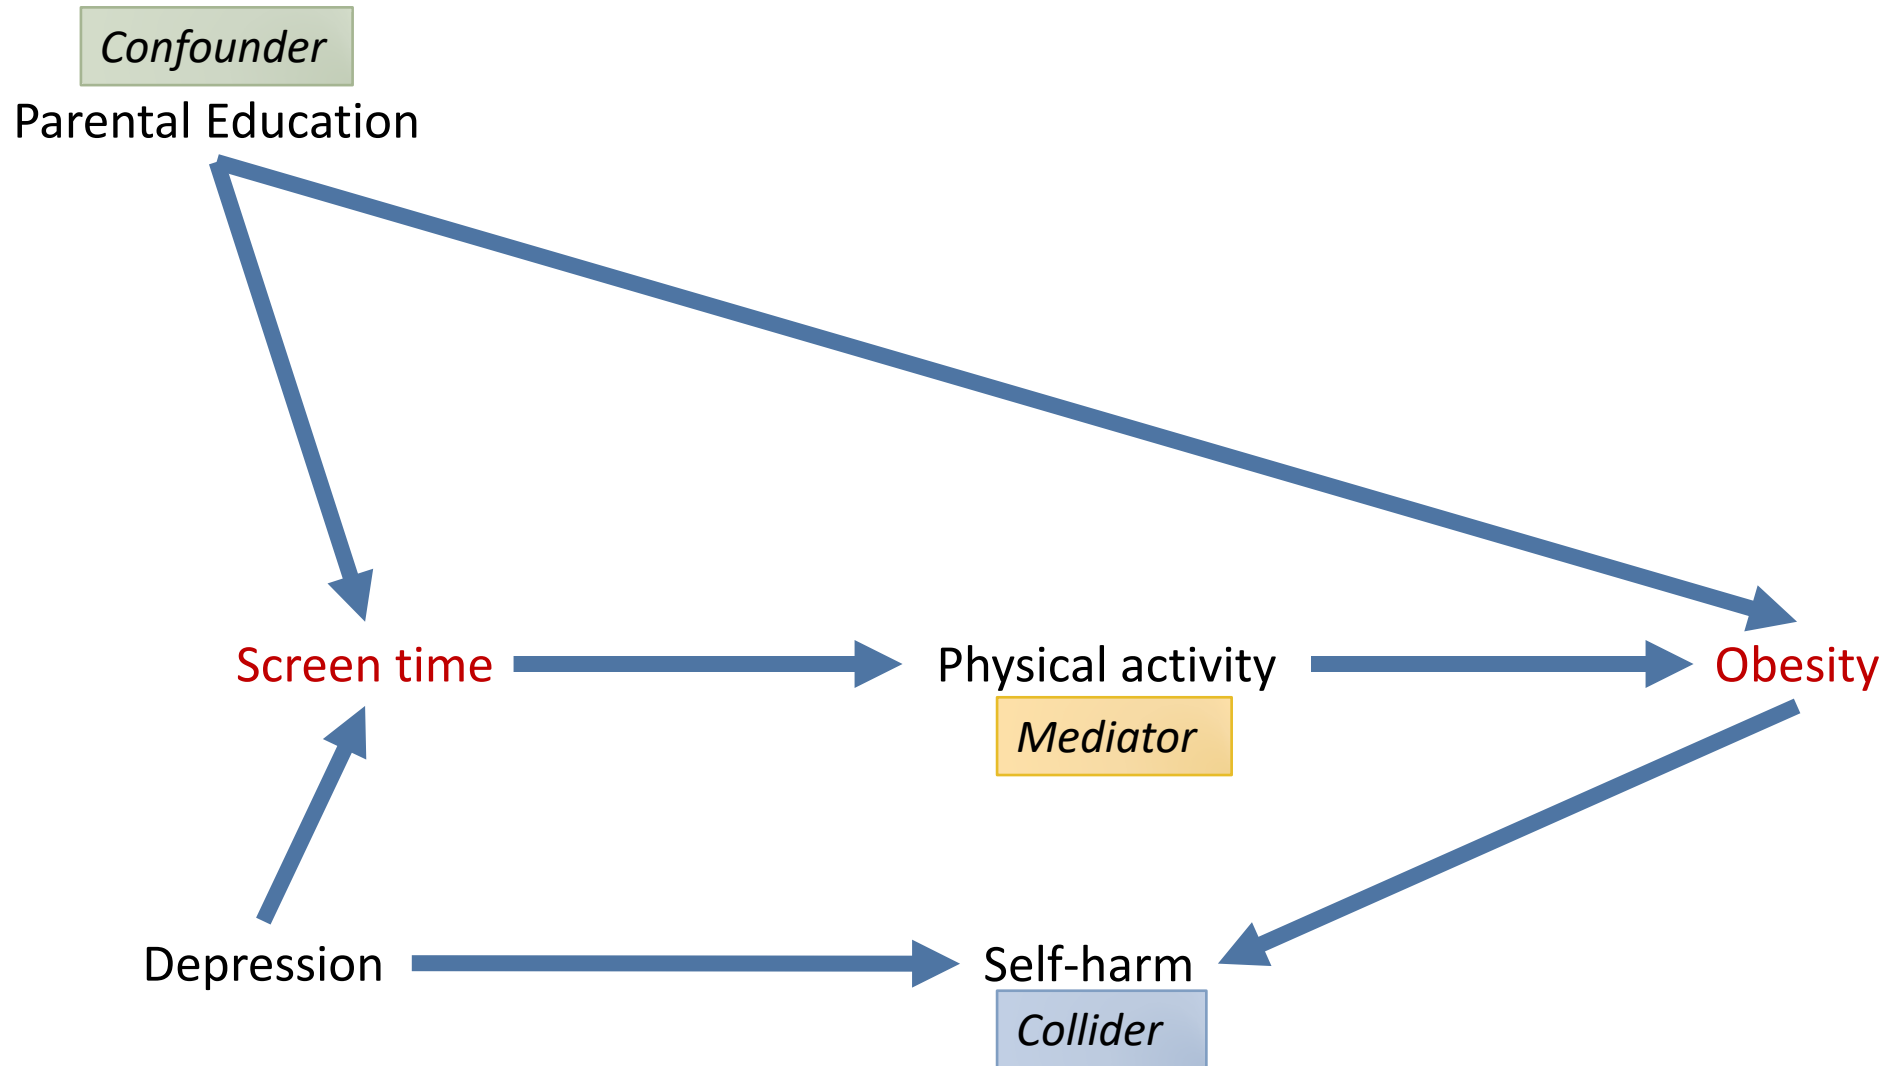 Confounder
Parental Education
Screen time
Physical activity
Obesity
Mediator
Depression
Self-harm
Collider